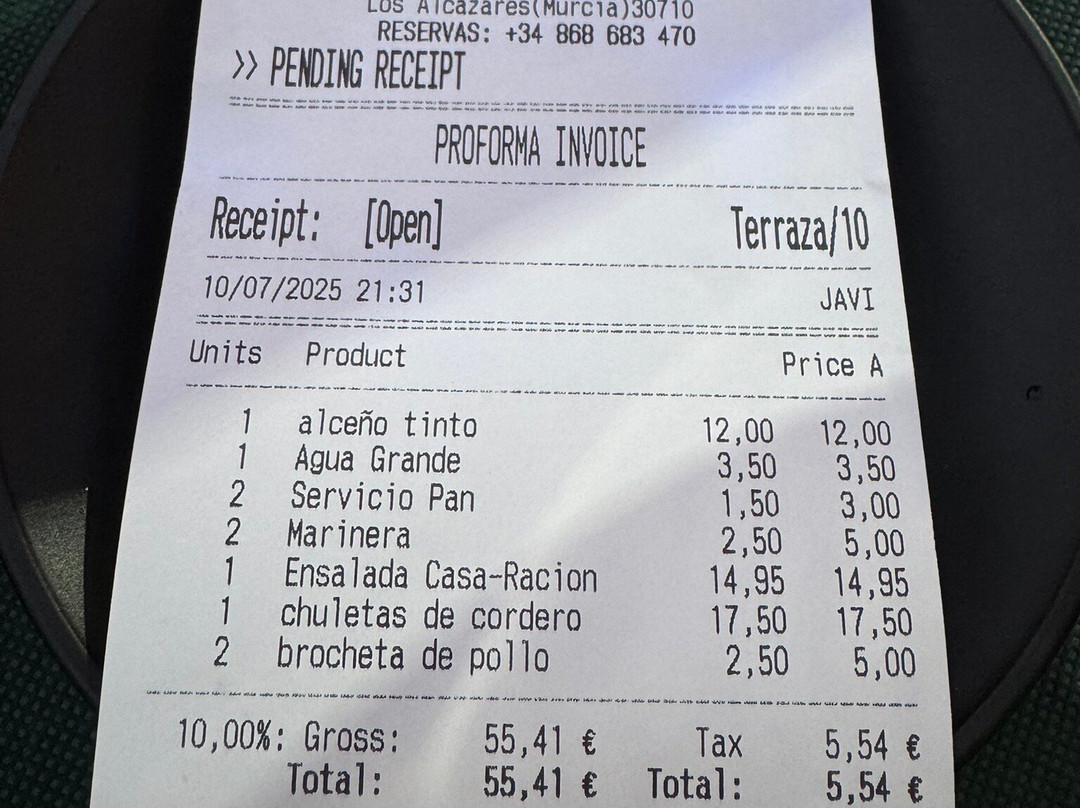 Los Alcazares(Murcia)30710
RESERVAS: +34 868 683 470
>> PENDING RECEIPT
PROFORMA INVOICE
Receipt: [Open] Terraza/10
10/07/2025 21:31 JAVI
Units Product Price A
1 alceño tinto 12,00 12,00
1 Agua Grande 3,50 3,50
2 Servicio Pan 1,50 3,00
2 Marinera 2,50 5,00
1 Ensalada Casa-Racion 14,95 14,95
1 chuletas de cordero 17,50 17,50
2 brocheta de pollo 2,50 5,00
10,00%: Gross: 55,41 € Tax 5,54 €
Total: 55,41 € Total: 5,54 €